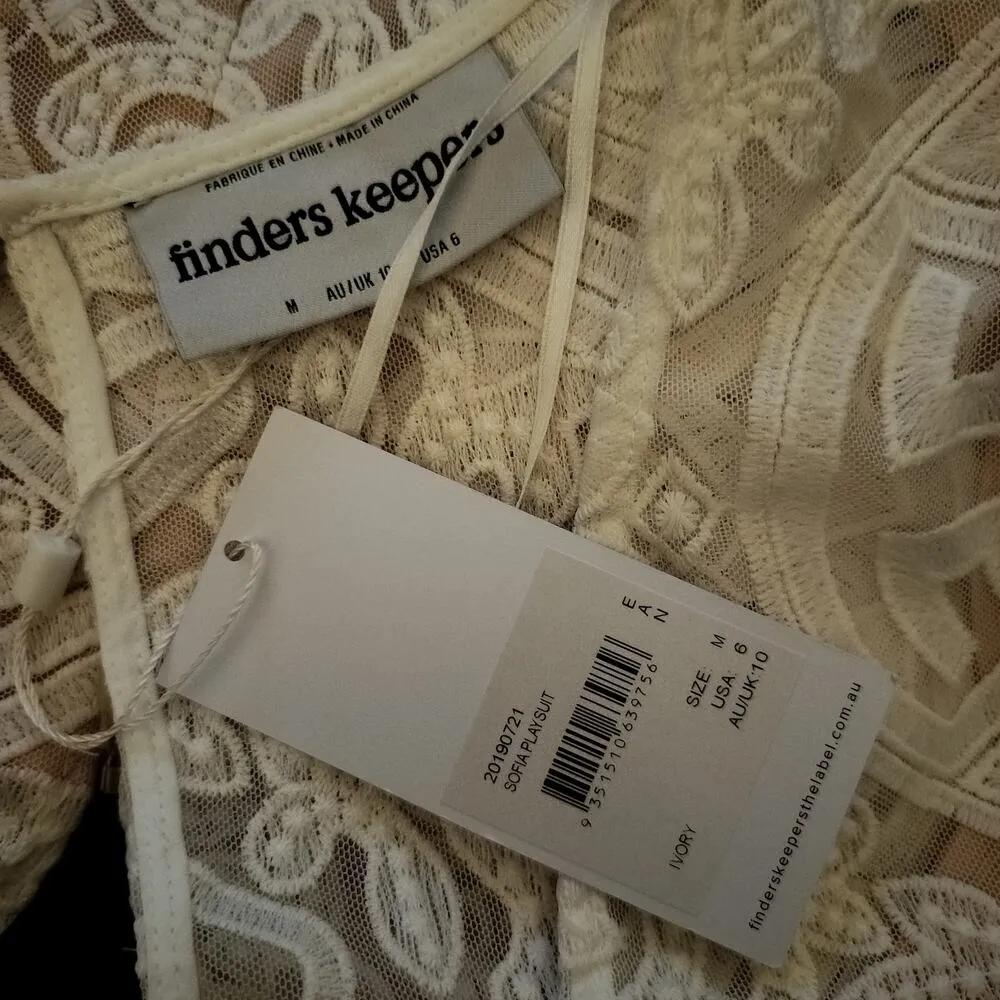 FABRIQUE EN CHINE • MADE IN CHINA
finders keepers
M AU/UK 10 USA 6
20190721
SOFIA PLAYSUIT
EAN
9 351510 639756
SIZE: M
USA: 6
AU/UK:10
IVORY
finderskeepersthelabel.com.au